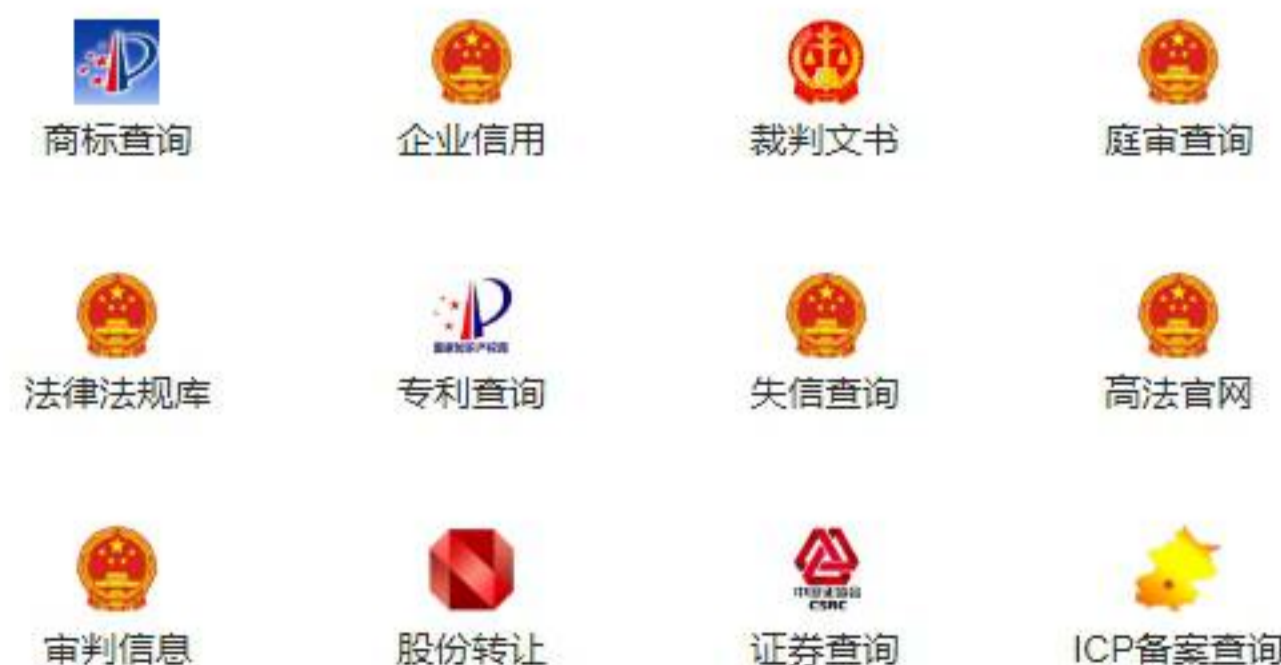 商标查询
企业信用
裁判文书
庭审查询
法律法规库
专利查询
失信查询
高法官网
审判信息
股份转让
证券查询
CSRC
ICP备案查询